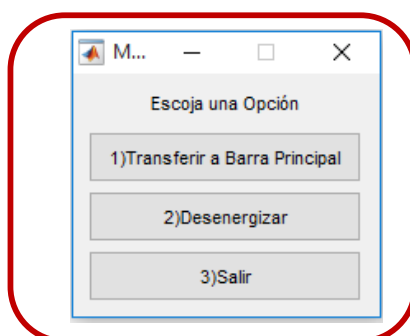 M...
Escoja una Opción
1)Transferir a Barra Principal
2)Desenergizar
3)Salir